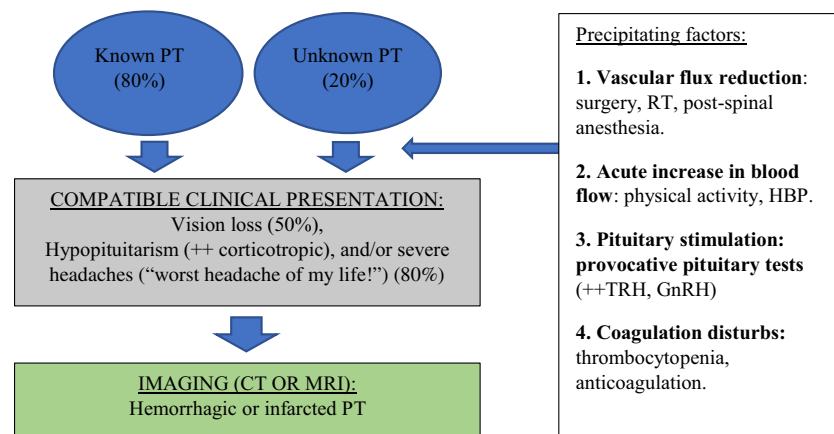 Known PT
(80%)
Unknown PT
(20%)
COMPATIBLE CLINICAL PRESENTATION:
Vision loss (50%),
Hypopituitarism (++ corticotropic), and/or severe
headaches (“worst headache of my life!”) (80%)
IMAGING (CT OR MRI):
Hemorrhagic or infarcted PT
Precipitating factors:
1. Vascular flux reduction:
surgery, RT, post-spinal
anesthesia.
2. Acute increase in blood
flow: physical activity, HBP.
3. Pituitary stimulation:
provocative pituitary tests
(++TRH, GnRH)
4. Coagulation disturbs:
thrombocytopenia,
anticoagulation.